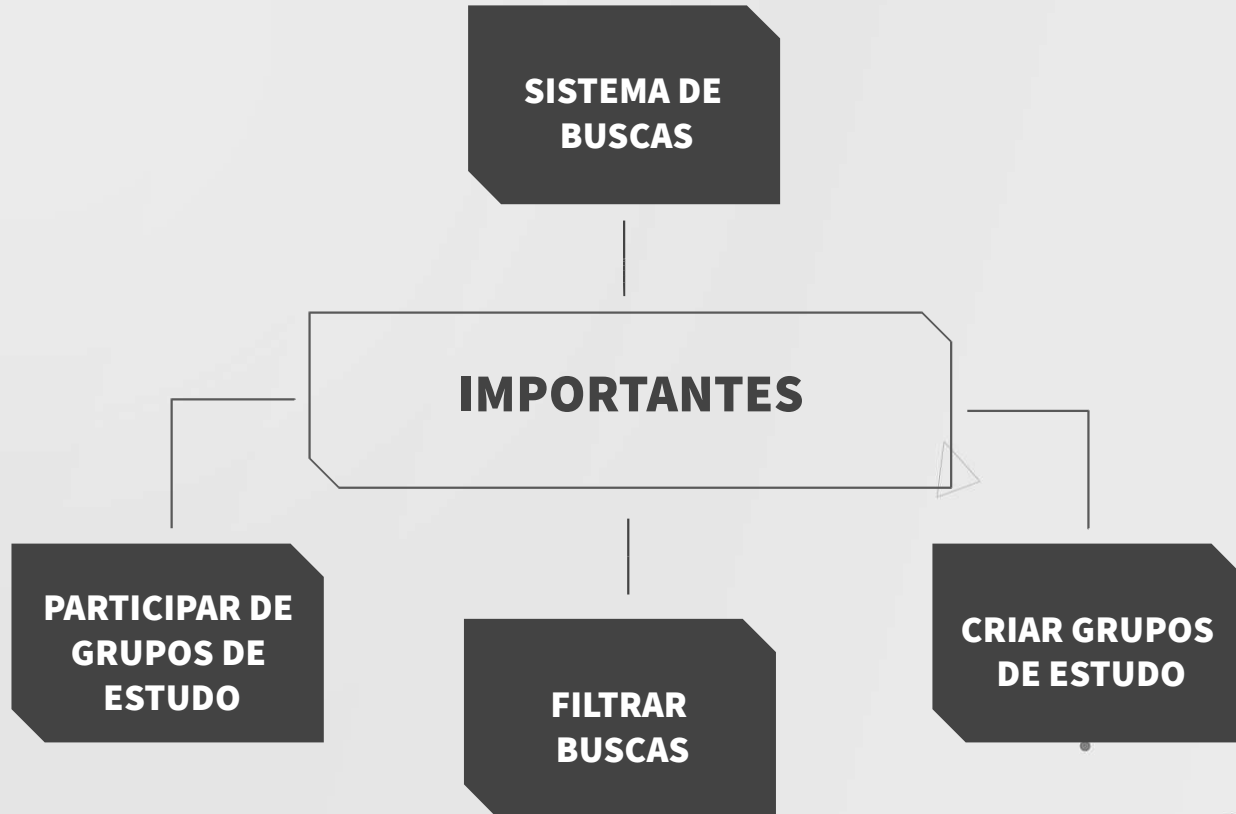 SISTEMA DE
BUSCAS
IMPORTANTES
PARTICIPAR DE
GRUPOS DE
ESTUDO
FILTRAR
BUSCAS
CRIAR GRUPOS
DE ESTUDO